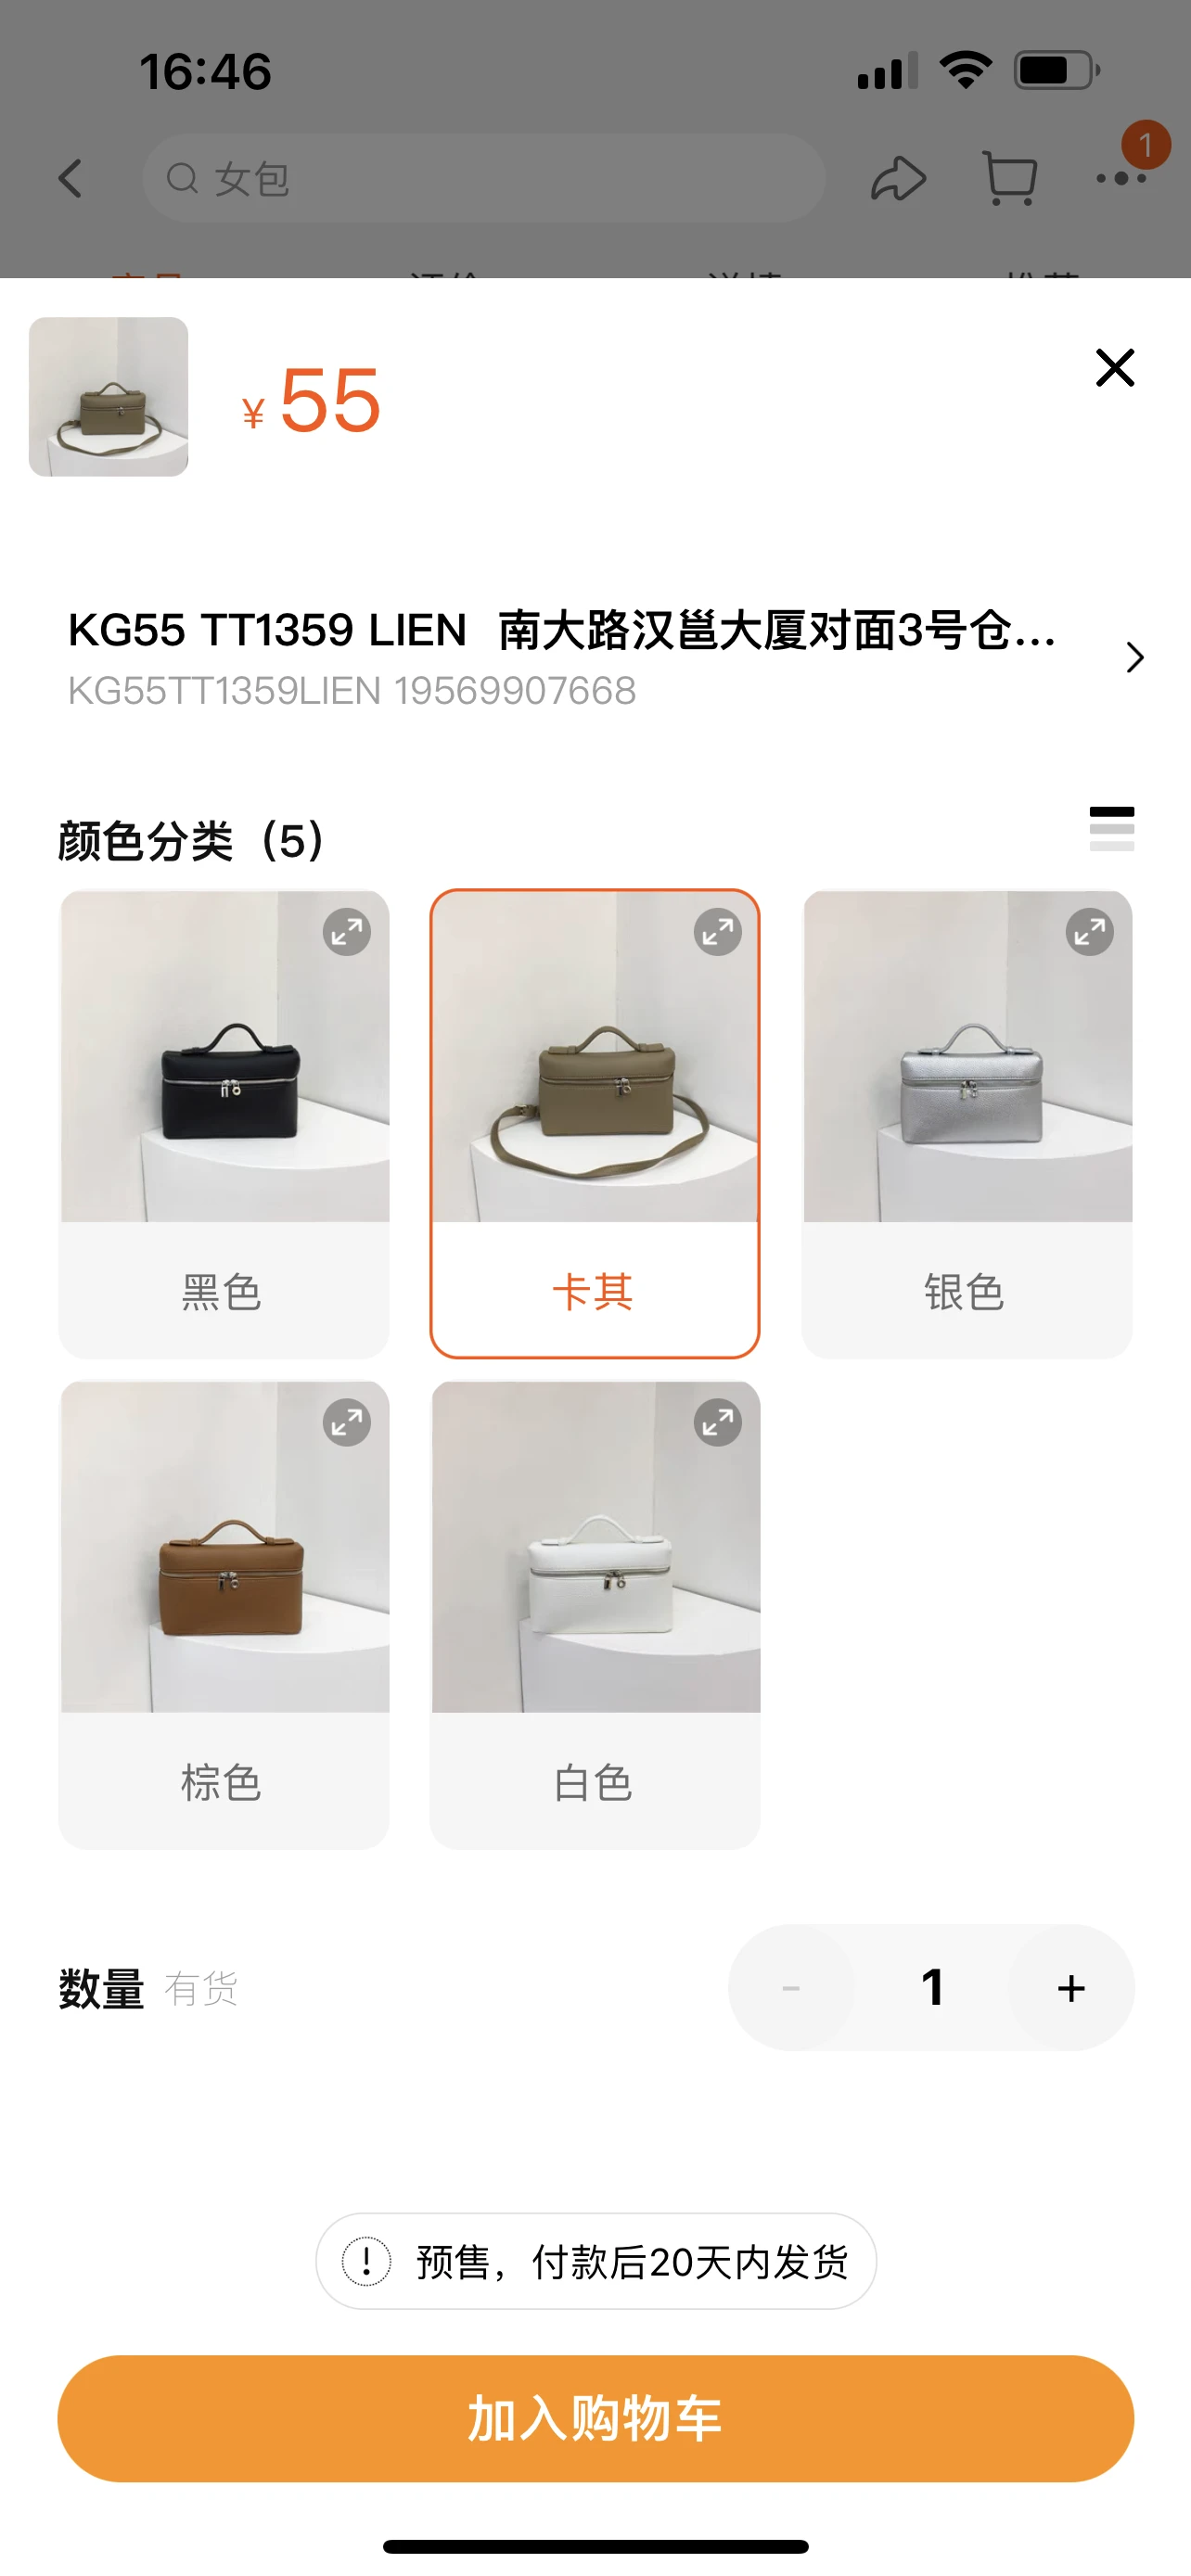 16:46
女包
1
¥55
KG55 TT1359 LIEN 南大路汉邕大厦对面3号仓...
KG55TT1359LIEN 19569907668
颜色分类（5）
黑色
卡其
银色
棕色
白色
数量 有货
- 1 +
预售，付款后20天内发货
加入购物车